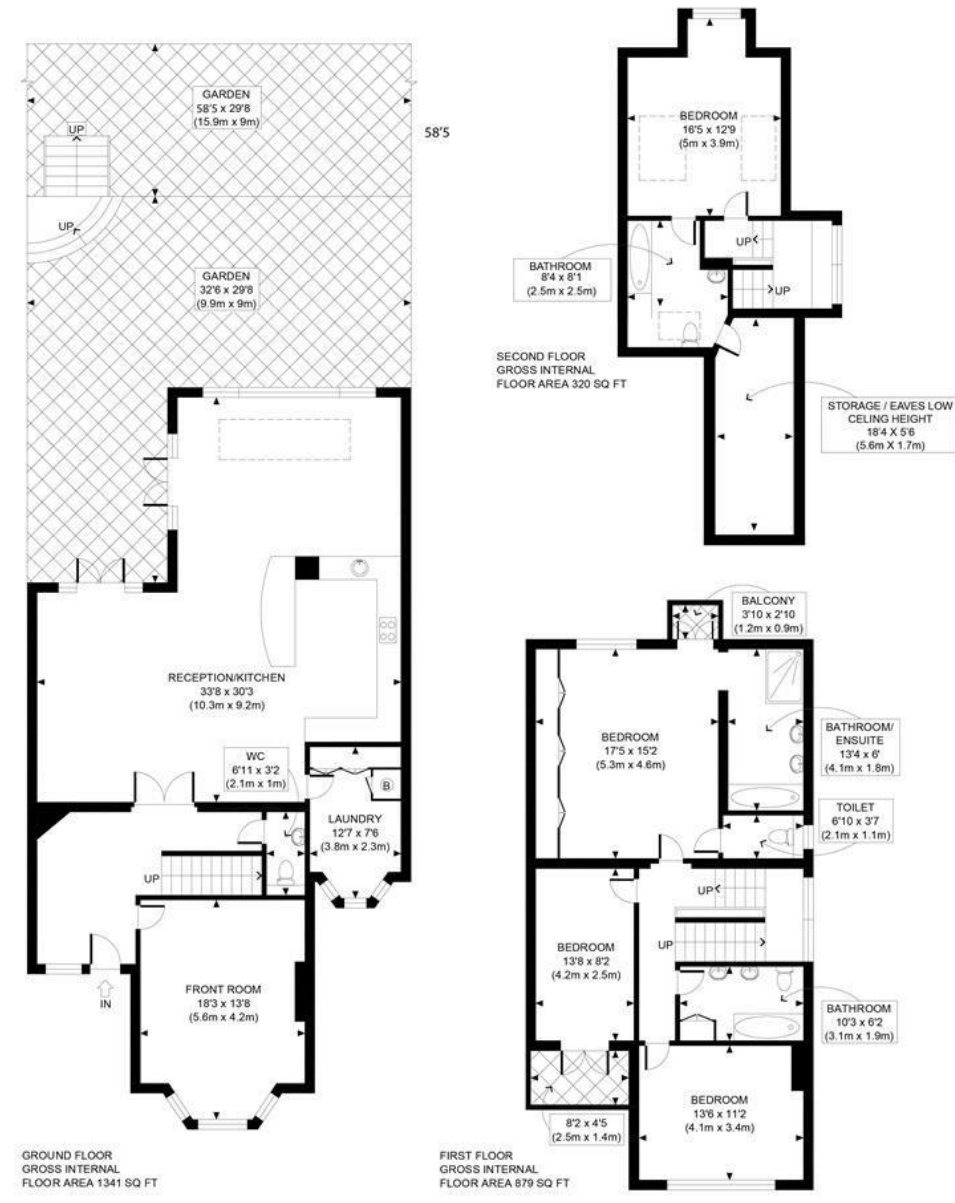 GARDEN
58'5 x 29'8
(15.9m x 9m)
58'5
UP
UP
GARDEN
32'6 x 29'8
(9.9m x 9m)
RECEPTION/KITCHEN
33'8 x 30'3
(10.3m x 9.2m)
WC
6'11 x 3'2
(2.1m x 1m)
B
LAUNDRY
12'7 x 7'6
(3.8m x 2.3m)
UP
IN
FRONT ROOM
18'3 x 13'8
(5.6m x 4.2m)
GROUND FLOOR
GROSS INTERNAL
FLOOR AREA 1341 SQ FT
BEDROOM
16'5 x 12'9
(5m x 3.9m)
UP
UP
BATHROOM
8'4 x 8'1
(2.5m x 2.5m)
SECOND FLOOR
GROSS INTERNAL
FLOOR AREA 320 SQ FT
STORAGE / EAVES LOW
CELING HEIGHT
18'4 X 5'6
(5.6m X 1.7m)
BALCONY
3'10 x 2'10
(1.2m x 0.9m)
BEDROOM
17'5 x 15'2
(5.3m x 4.6m)
BATHROOM/
ENSUITE
13'4 x 6'
(4.1m x 1.8m)
TOILET
6'10 x 3'7
(2.1m x 1.1m)
UP
UP
BEDROOM
13'8 x 8'2
(4.2m x 2.5m)
BATHROOM
10'3 x 6'2
(3.1m x 1.9m)
BEDROOM
13'6 x 11'2
(4.1m x 3.4m)
8'2 x 4'5
(2.5m x 1.4m)
FIRST FLOOR
GROSS INTERNAL
FLOOR AREA 879 SQ FT